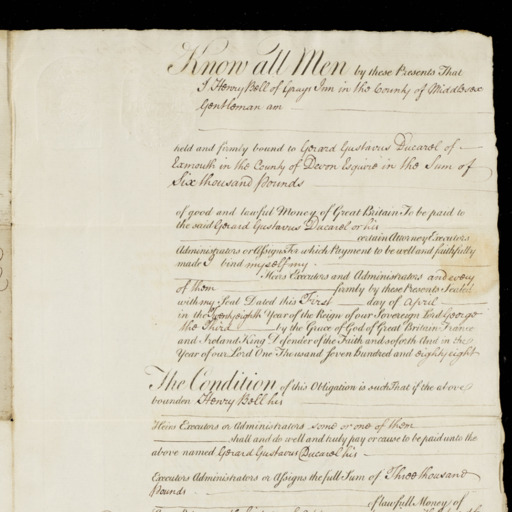 Know all Men by these Presents That
I Henry Bell of Grays Inn in the County of Middlesex
Gentleman am
held and firmly bound to Gerard Gustavus Ducarel of
Exmouth in the County of Devon Esquire in the Sum of
Six thousand Pounds
of good and lawful Money of Great Britain To be paid to
the said Gerard Gustavus Ducarel or his
certain Attorney Executors
Administrators or Assigns For which Payment to be well and faithfully
made I bind myself my
Heirs Executors and Administrators and every
of them firmly by these Presents Sealed
with my Seal Dated this First day of April
in the Twenty eighth Year of the Reign of our Sovereign Lord George
the Third by the Grace of God of Great Britain France
and Ireland King Defender of the Faith and so forth And in the
Year of our Lord One Thousand Seven Hundred and eighty eight
The Condition of this Obligation is such That if the above
bounden Henry Bell his
Heirs Executors or Administrators some or one of them
shall and do well and truly pay or cause to be paid unto the
above named Gerard Gustavus Ducarel his
Executors Administrators or Assigns the full Sum of Three thousand
Pounds
of lawfull Money of